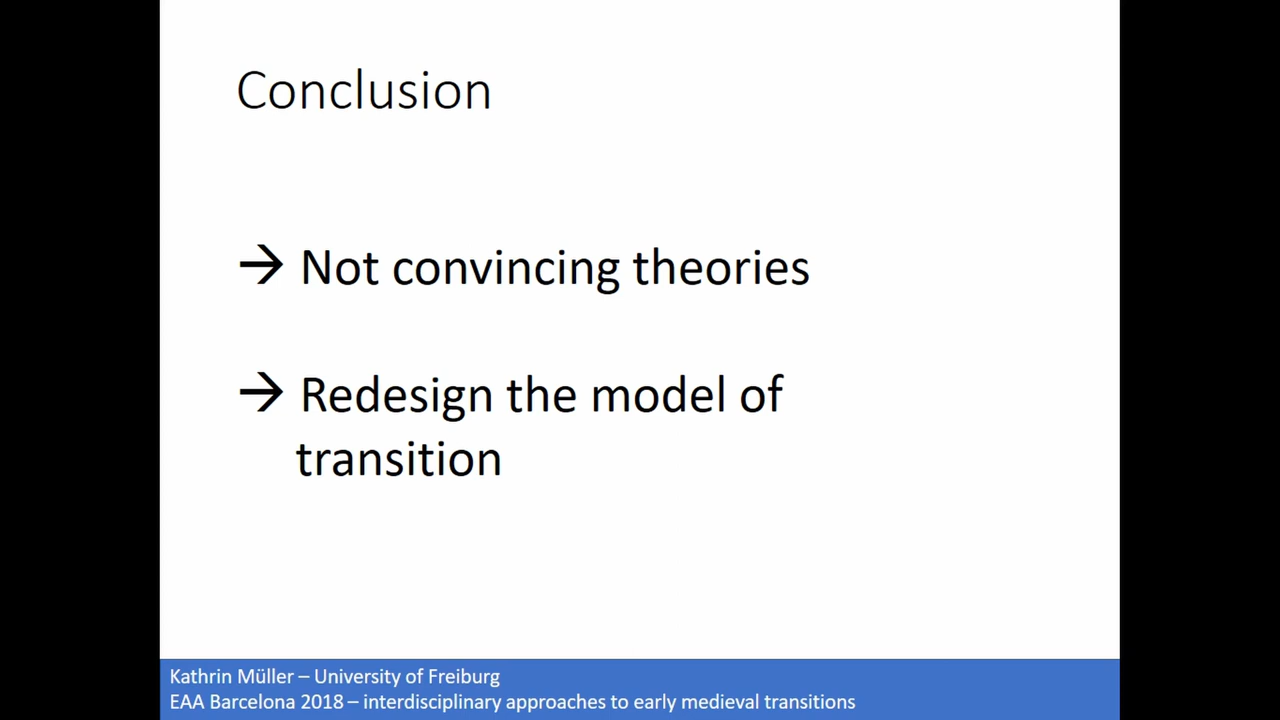 Conclusion
→ Not convincing theories
→ Redesign the model of
transition
Kathrin Müller – University of Freiburg
EAA Barcelona 2018 – interdisciplinary approaches to early medieval transitions